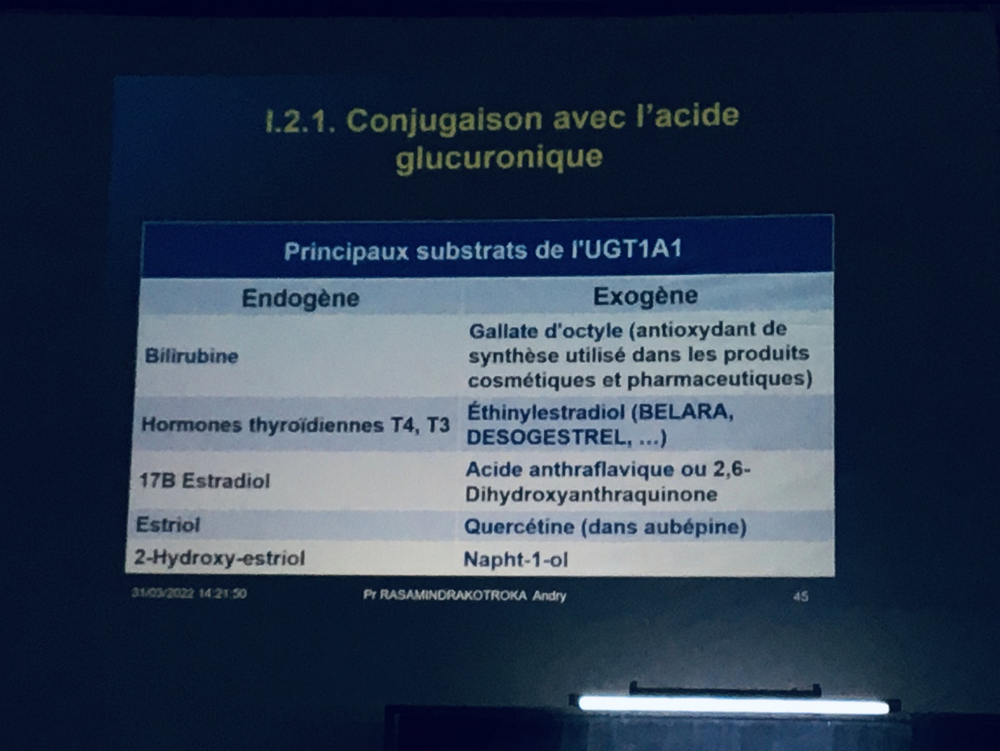 I.2.1. Conjugaison avec l'acide
glucuronique
Principaux substrats de l'UGT1A1
Endogène
Exogène
Bilirubine
Gallate d'octyle (antioxydant de
synthèse utilisé dans les produits
cosmétiques et pharmaceutiques)
Hormones thyroïdiennes T4, T3
Éthinylestradiol (BELARA,
DESOGESTREL, ...)
17B Estradiol
Acide anthraflavique ou 2,6-
Dihydroxyanthraquinone
Estriol
Quercétine (dans aubépine)
2-Hydroxy-estriol
Napht-1-ol
31/03/2022 14:21:50
Pr RASAMINDRAKOTROKA Andry
45